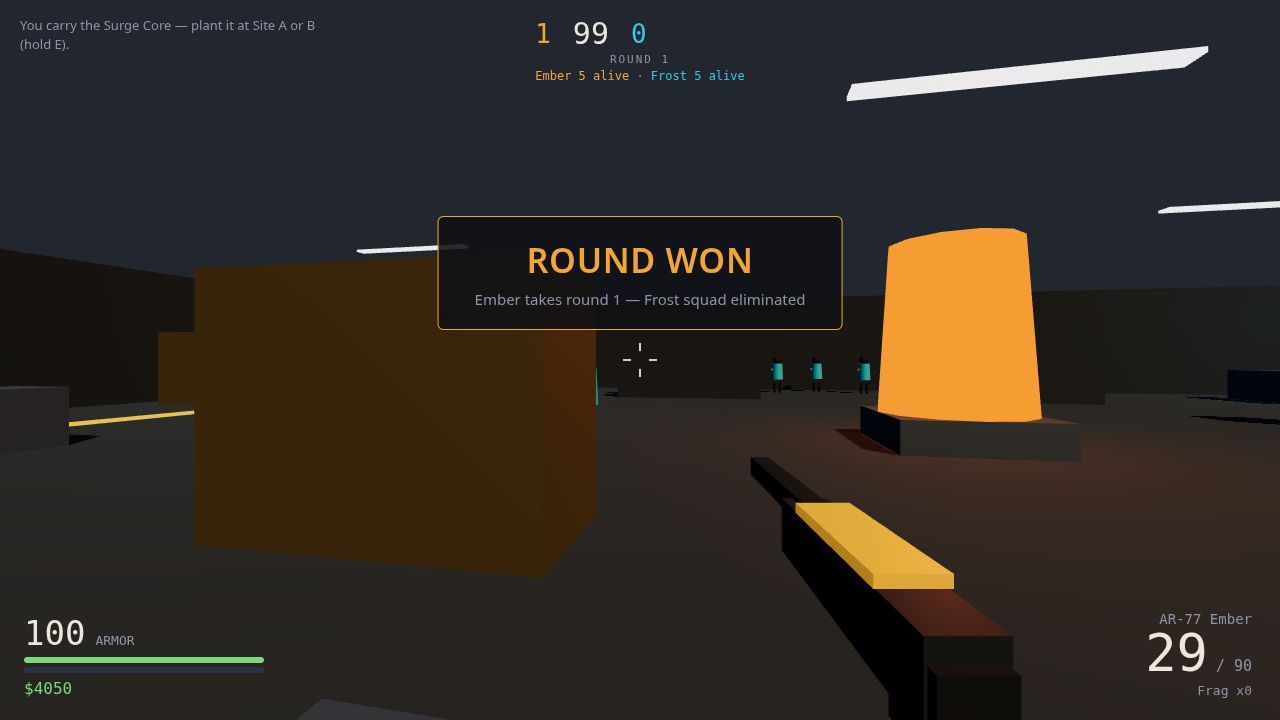 You carry the Surge Core — plant it at Site A or B
(hold E).
1 99 0
ROUND 1
Ember 5 alive · Frost 5 alive
ROUND WON
Ember takes round 1 — Frost squad eliminated
100 ARMOR
$4050
AR-77 Ember
29 / 90
Frag x0